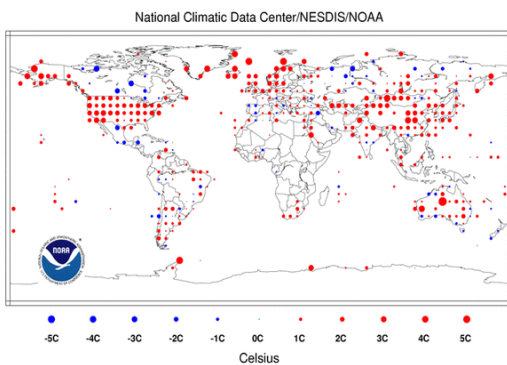 National Climatic Data Center/NESDIS/NOAA
NOAA
-5C -4C -3C -2C -1C 0C 1C 2C 3C 4C 5C
Celsius